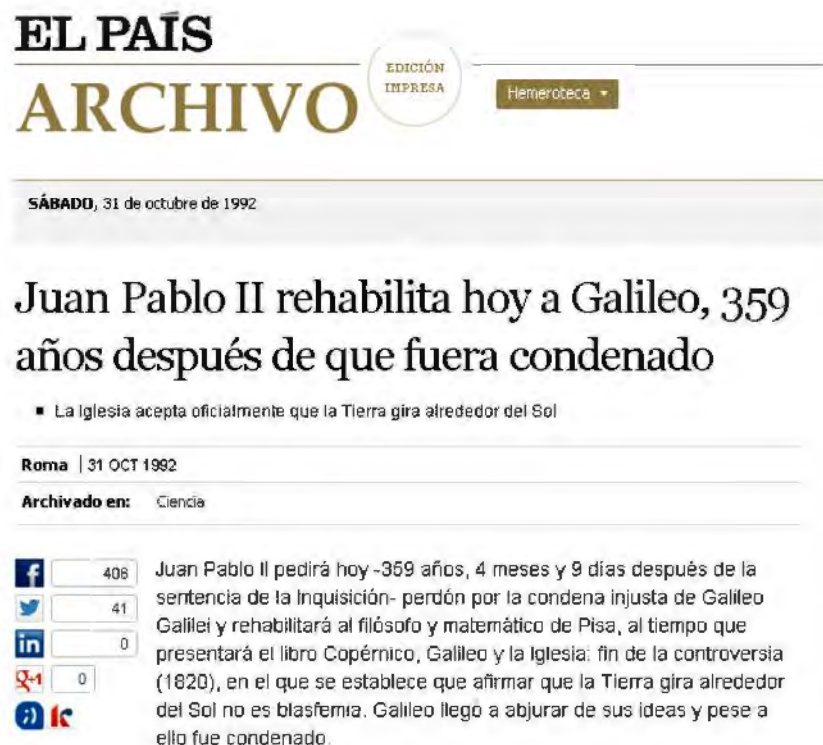 EL PAÍS
ARCHIVO
EDICIÓN
IMPRESA
Hemeroteca
SÁBADO, 31 de octubre de 1992
Juan Pablo II rehabilita hoy a Galileo, 359
años después de que fuera condenado
La Iglesia acepta oficialmente que la Tierra gira alrededor del Sol
Roma | 31 OCT 1992
Archivado en: Ciencia
f 406
41
in 0
g+1 0
Juan Pablo II pedirá hoy -359 años, 4 meses y 9 días después de la
sentencia de la Inquisición- perdón por la condena injusta de Galileo
Galilei y rehabilitará al filósofo y matemático de Pisa, al tiempo que
presentará el libro Copérnico, Galileo y la Iglesia: fin de la controversia
(1820), en el que se establece que afirmar que la Tierra gira alrededor
del Sol no es blasfemia. Galileo llego a abjurar de sus ideas y pese a
ello fue condenado.